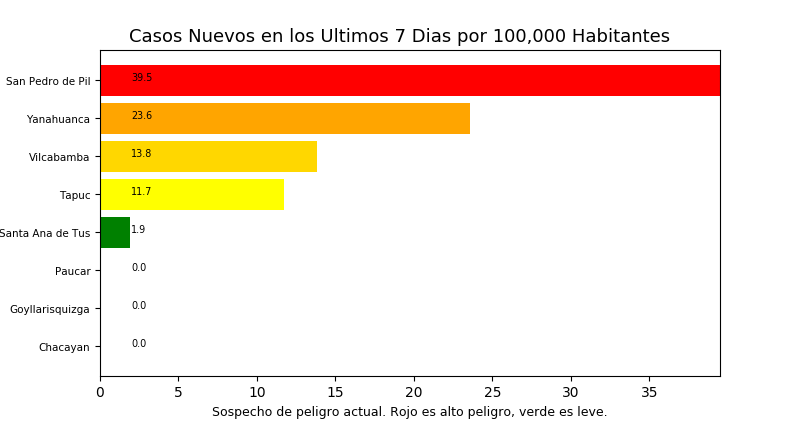 Casos Nuevos en los Ultimos 7 Dias por 100,000 Habitantes
San Pedro de Pil 39.5
Yanahuanca 23.6
Vilcabamba 13.8
Tapuc 11.7
Santa Ana de Tus 1.9
Paucar 0.0
Goyllarisquizga 0.0
Chacayan 0.0
0 5 10 15 20 25 30 35
Sospecho de peligro actual. Rojo es alto peligro, verde es leve.